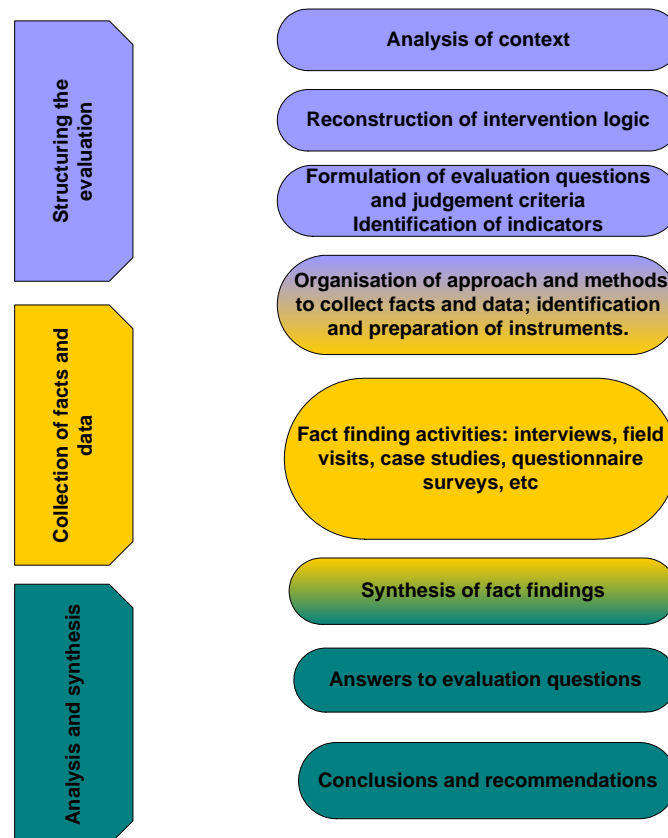 Structuring the
evaluation
Analysis of context
Reconstruction of intervention logic
Formulation of evaluation questions
and judgement criteria
Identification of indicators
Organisation of approach and methods
to collect facts and data; identification
and preparation of instruments.
Collection of facts and
data
Fact finding activities: interviews, field
visits, case studies, questionnaire
surveys, etc
Synthesis of fact findings
Analysis and synthesis
Answers to evaluation questions
Conclusions and recommendations